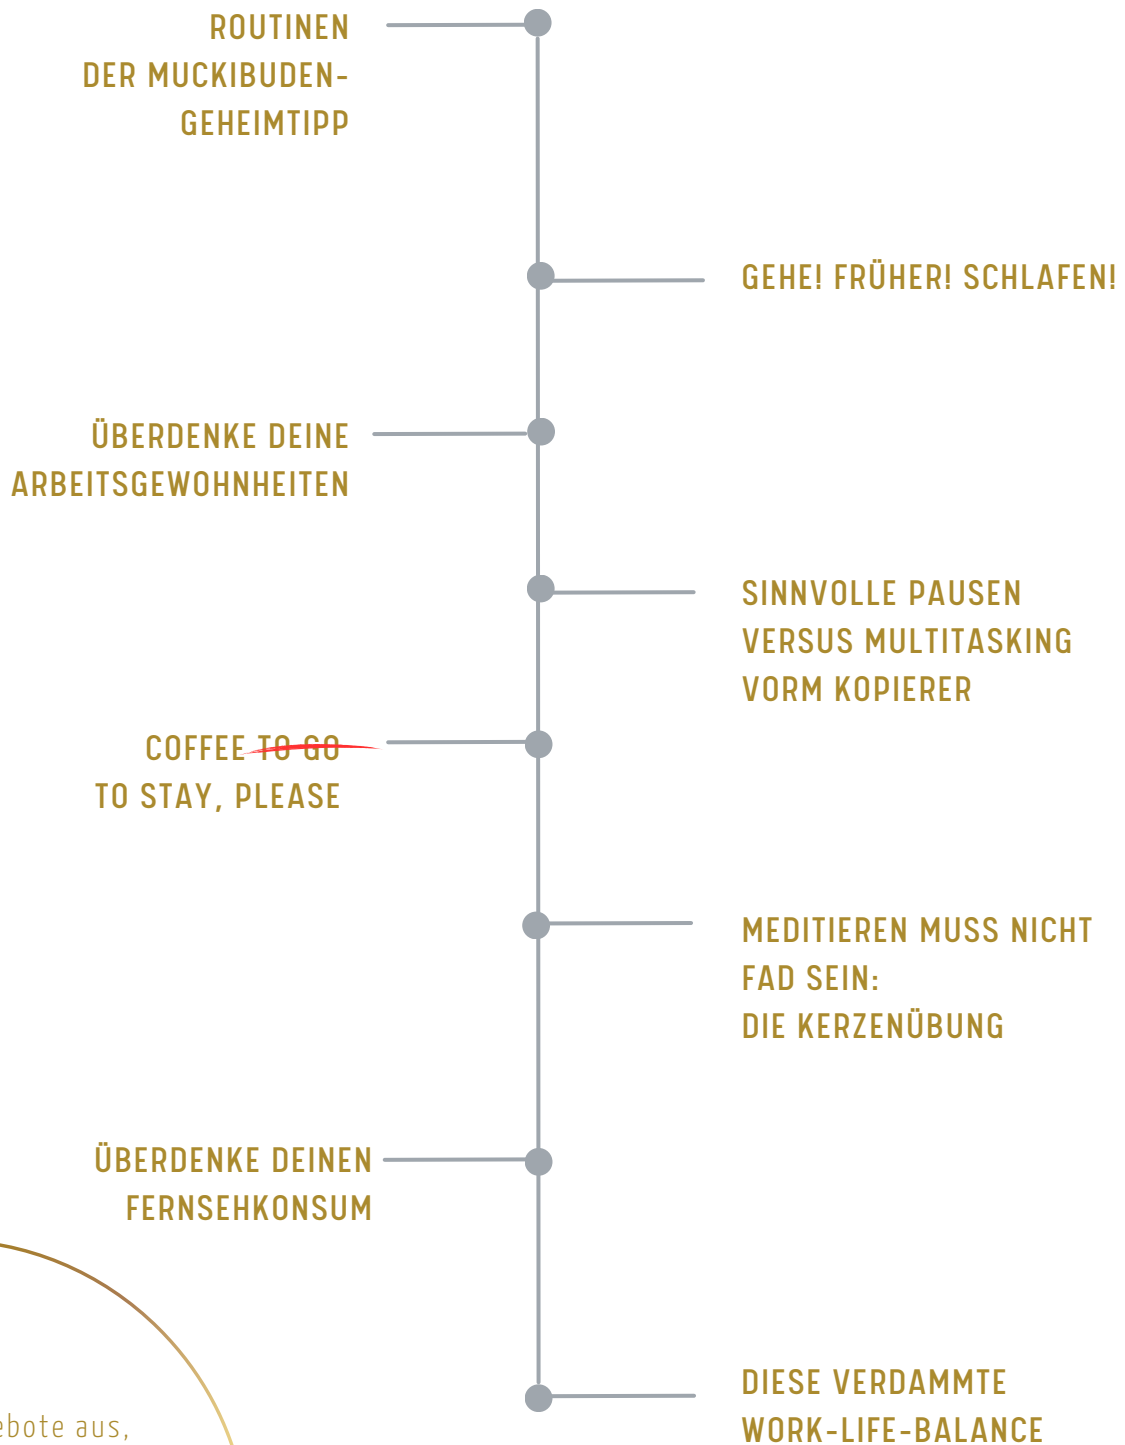 ROUTINEN
DER MUCKIBUDEN-
GEHEIMTIPP
GEHE! FRÜHER! SCHLAFEN!
ÜBERDENKE DEINE
ARBEITSGEWOHNHEITEN
SINNVOLLE PAUSEN
VERSUS MULTITASKING
VORM KOPIERER
COFFEE TO GO
TO STAY, PLEASE
MEDITIEREN MUSS NICHT
FAD SEIN:
DIE KERZENÜBUNG
ÜBERDENKE DEINEN
FERNSEHKONSUM
DIESE VERDAMMTE
WORK-LIFE-BALANCE
aus,